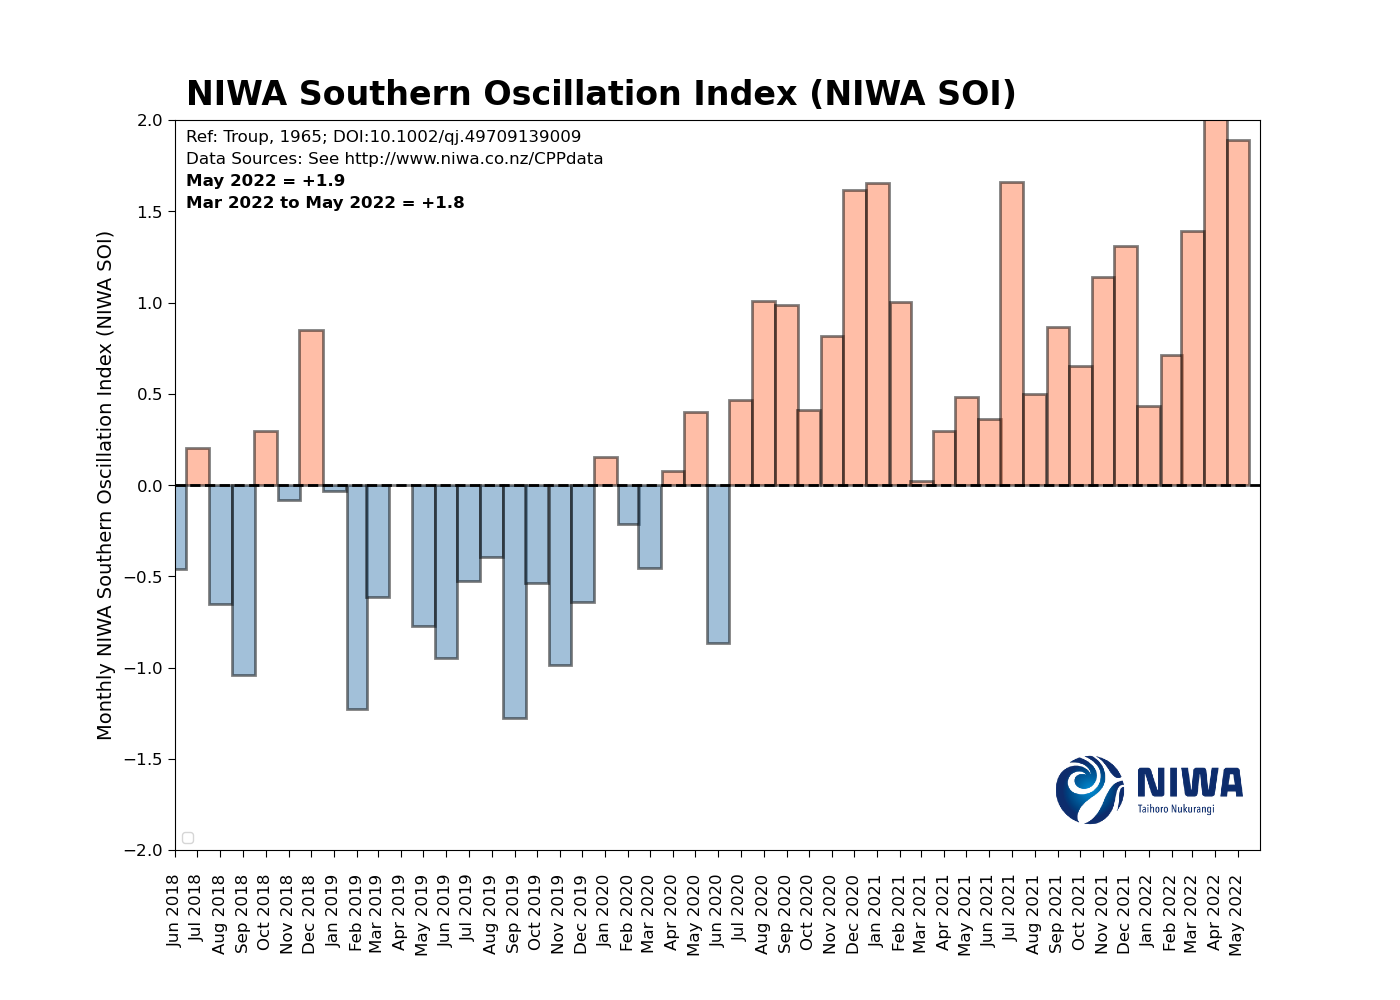 NIWA Southern Oscillation Index (NIWA SOI)
Ref: Troup, 1965; DOI:10.1002/qj.49709139009
Data Sources: See http://www.niwa.co.nz/CPPdata
May 2022 = +1.9
Mar 2022 to May 2022 = +1.8
Monthly NIWA Southern Oscillation Index (NIWA SOI)
2.0
1.5
1.0
0.5
0.0
−0.5
−1.0
−1.5
−2.0
NIWA
Taihoro Nukurangi
Jun 2018
Jul 2018
Aug 2018
Sep 2018
Oct 2018
Nov 2018
Dec 2018
Jan 2019
Feb 2019
Mar 2019
Apr 2019
May 2019
Jun 2019
Jul 2019
Aug 2019
Sep 2019
Oct 2019
Nov 2019
Dec 2019
Jan 2020
Feb 2020
Mar 2020
Apr 2020
May 2020
Jun 2020
Jul 2020
Aug 2020
Sep 2020
Oct 2020
Nov 2020
Dec 2020
Jan 2021
Feb 2021
Mar 2021
Apr 2021
May 2021
Jun 2021
Jul 2021
Aug 2021
Sep 2021
Oct 2021
Nov 2021
Dec 2021
Jan 2022
Feb 2022
Mar 2022
Apr 2022
May 2022